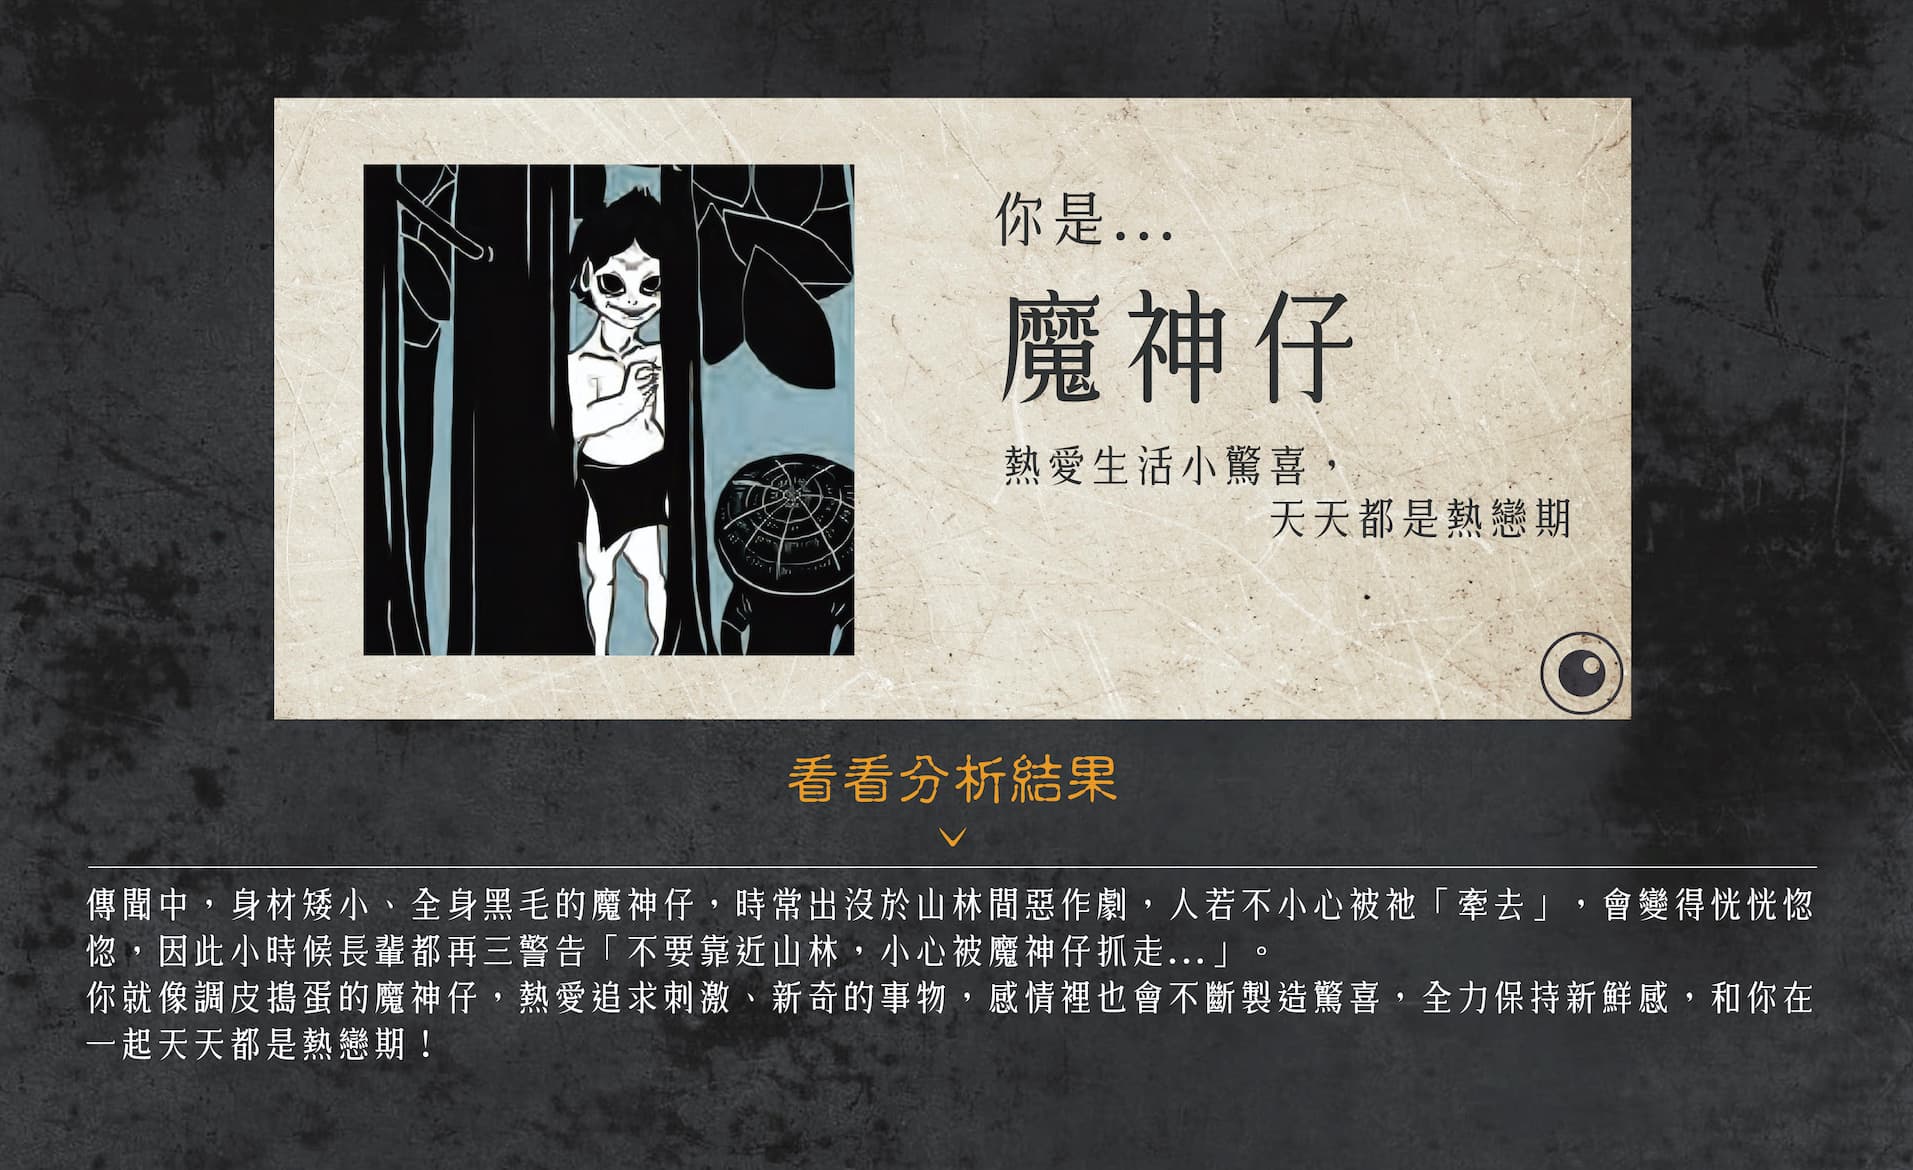 你是...
魔神仔
熱愛生活小驚喜，
天天都是熱戀期
看看分析結果
傳聞中，身材矮小、全身黑毛的魔神仔，時常出沒於山林間惡作劇，人若不小心被祂「牽去」，會變得恍恍惚
惚，因此小時候長輩都再三警告「不要靠近山林，小心被魔神仔抓走...」。
你就像調皮搗蛋的魔神仔，熱愛追求刺激、新奇的事物，感情裡也會不斷製造驚喜，全力保持新鮮感，和你在
一起天天都是熱戀期！